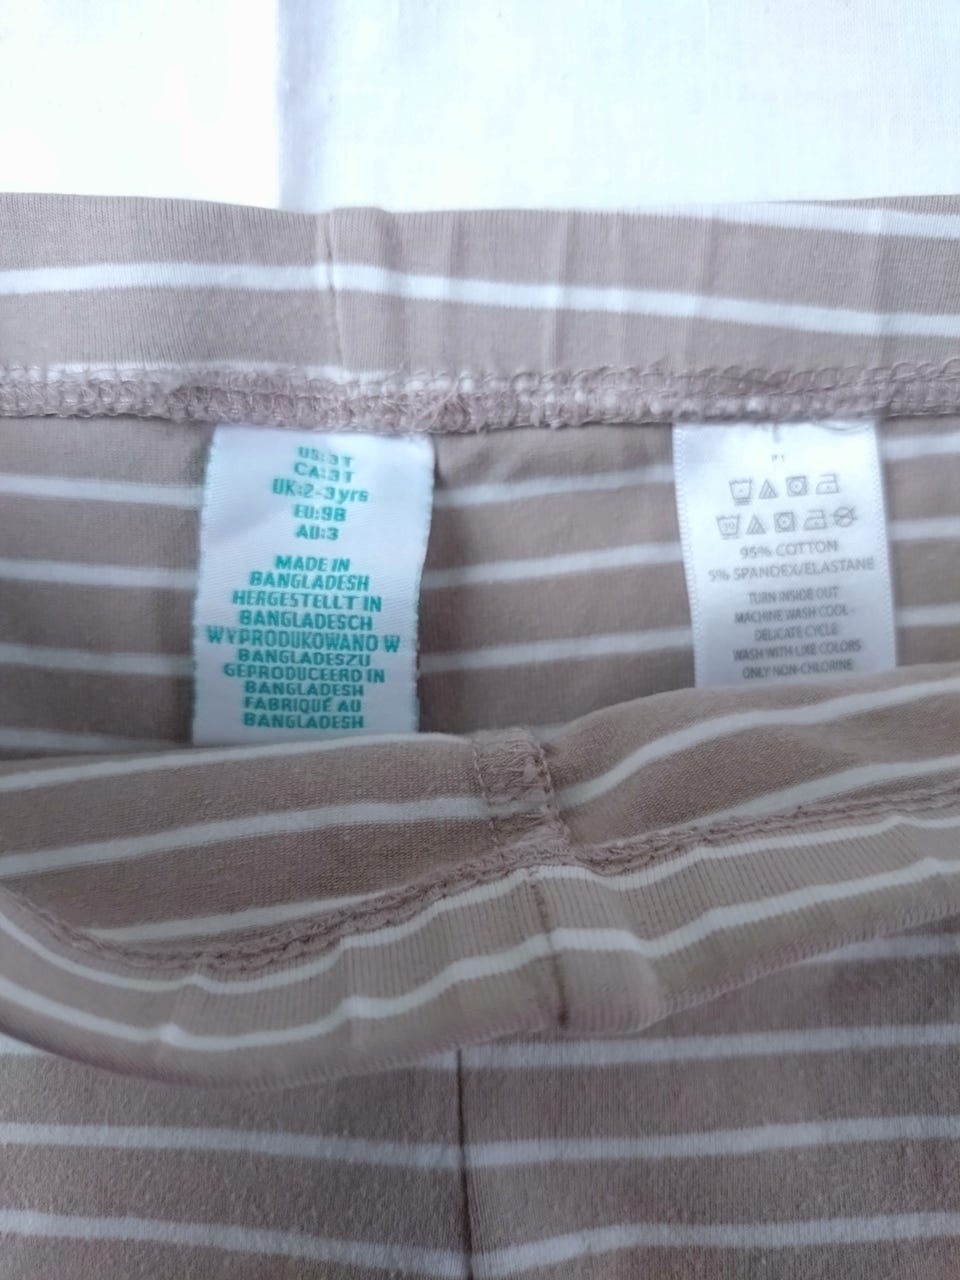 US:3T
CA:3T
UK:2-3yrs
EU:98
AU:3
MADE IN
BANGLADESH
HERGESTELLT IN
BANGLADESCH
WYPRODUKOWANO W
BANGLADESZU
GEPRODUCEERD IN
BANGLADESH
FABRIQUÉ AU
BANGLADESH
95% COTTON
5% SPANDEX/ELASTANE
TURN INSIDE OUT
MACHINE WASH COOL -
DELICATE CYCLE
WASH WITH LIKE COLORS
ONLY NON-CHLORINE